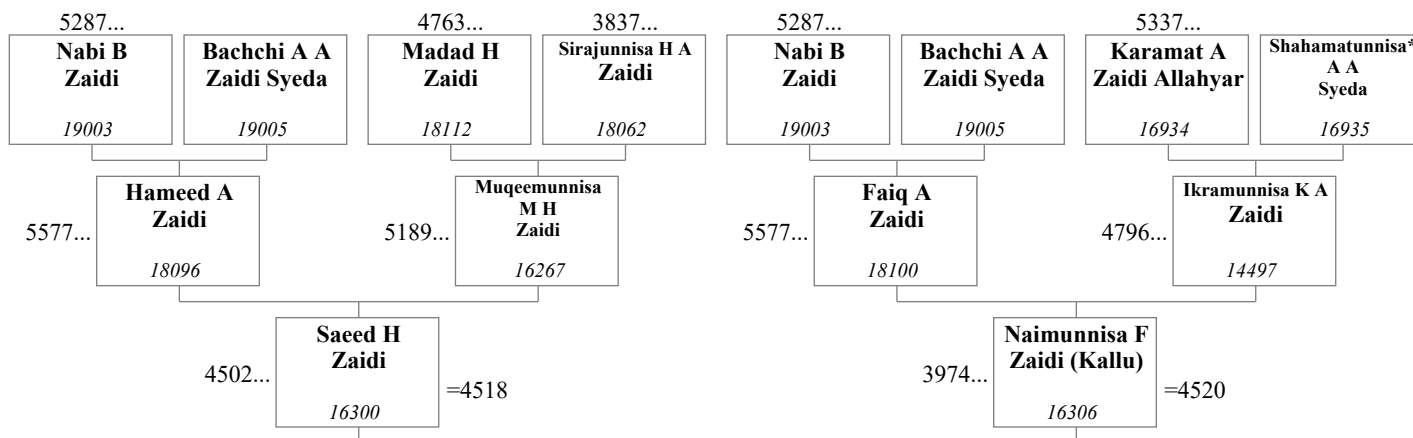 5287...
4763...
3837...
5287...
5337...
Nabi B
Zaidi
19003
Bachchi A A
Zaidi Syeda
19005
Madad H
Zaidi
18112
Sirajunnisa H A
Zaidi
18062
Nabi B
Zaidi
19003
Bachchi A A
Zaidi Syeda
19005
Karamat A
Zaidi Allahyar
16934
Shahamatunnisa*
A A
Syeda
16935
5577...
Hameed A
Zaidi
18096
5189...
Muqeemunnisa
M H
Zaidi
16267
5577...
Faiq A
Zaidi
18100
4796...
Ikramunnisa K A
Zaidi
14497
4502...
Saeed H
Zaidi
16300
=4518
3974...
Naimunnisa F
Zaidi (Kallu)
16306
=4520